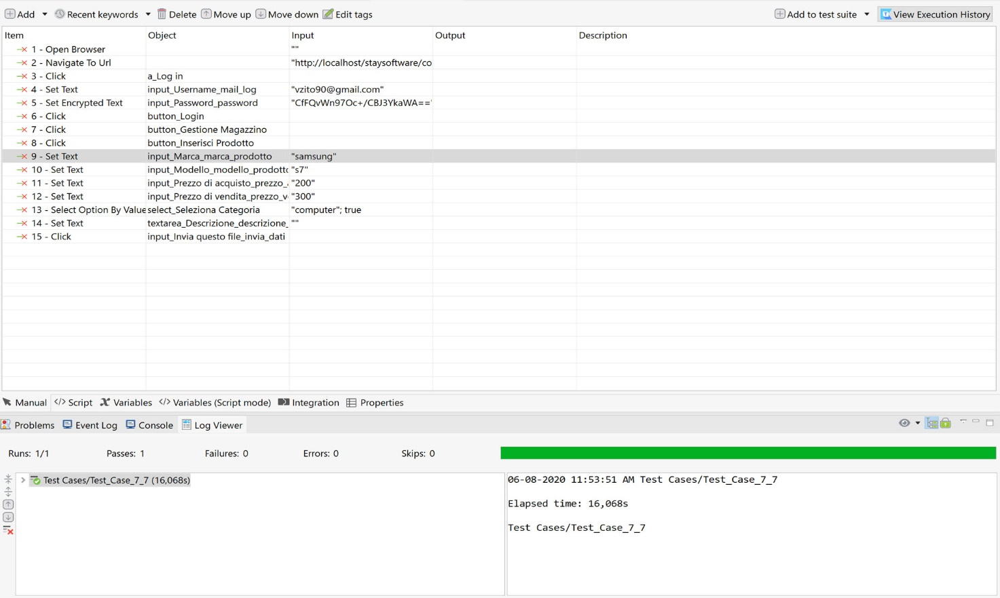 Add Recent keywords Delete Move up Move down Edit tags Add to test suite View Execution History
Item Object Input Output Description
1 - Open Browser ""
2 - Navigate To Url "http://localhost/staysoftware/co
3 - Click a_Log in
4 - Set Text input_Username_mail_log "vzito90@gmail.com"
5 - Set Encrypted Text input_Password_password "CfFQvWn97Oc+/CBJ3YkaWA=="
6 - Click button_Login
7 - Click button_Gestione Magazzino
8 - Click button_Inserisci Prodotto
9 - Set Text input_Marca_marca_prodotto "samsung"
10 - Set Text input_Modello_modello_prodotto "s7"
11 - Set Text input_Prezzo di acquisto_prezzo_a "200"
12 - Set Text input_Prezzo di vendita_prezzo_v "300"
13 - Select Option By Value select_Seleziona Categoria "computer"; true
14 - Set Text textarea_Descrizione_descrizione_ ""
15 - Click input_Invia questo file_invia_dati
Manual Script Variables Variables (Script mode) Integration Properties
Problems Event Log Console Log Viewer
Runs: 1/1 Passes: 1 Failures: 0 Errors: 0 Skips: 0
Test Cases/Test_Case_7_7 (16,068s)
06-08-2020 11:53:51 AM Test Cases/Test_Case_7_7
Elapsed time: 16,068s
Test Cases/Test_Case_7_7